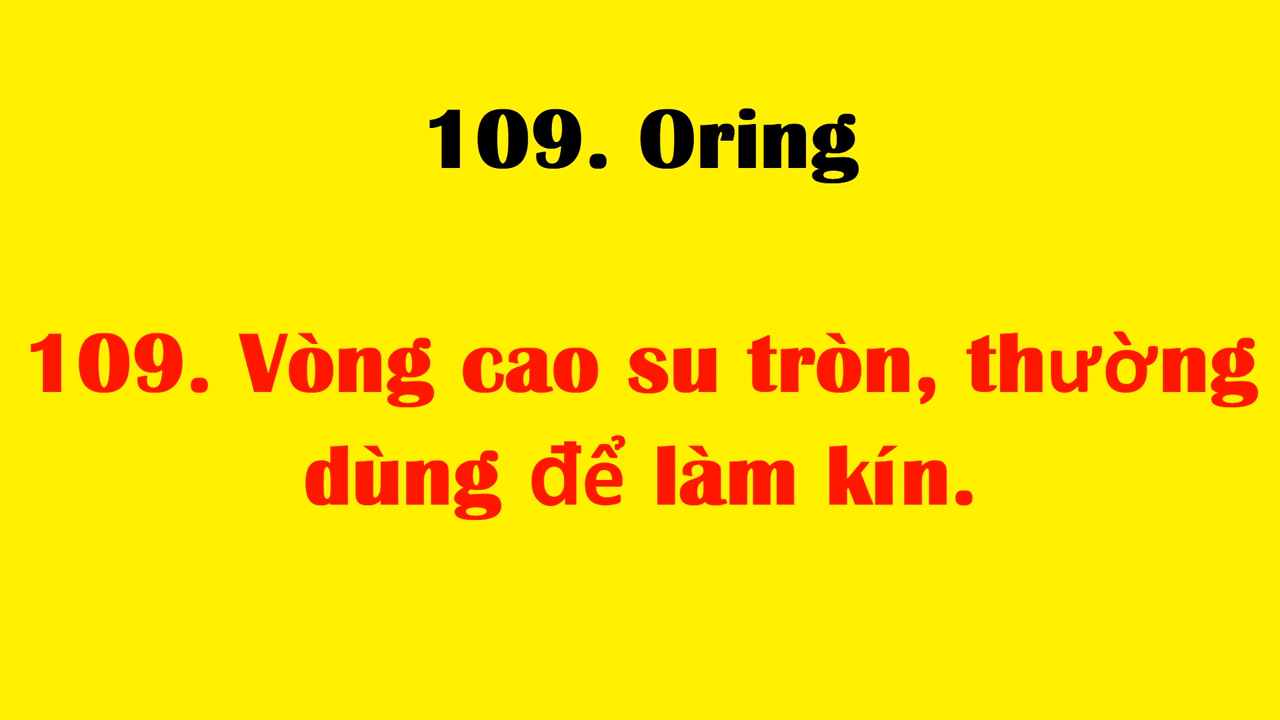 109. Oring
109. Vòng cao su tròn, thường
dùng để làm kín.